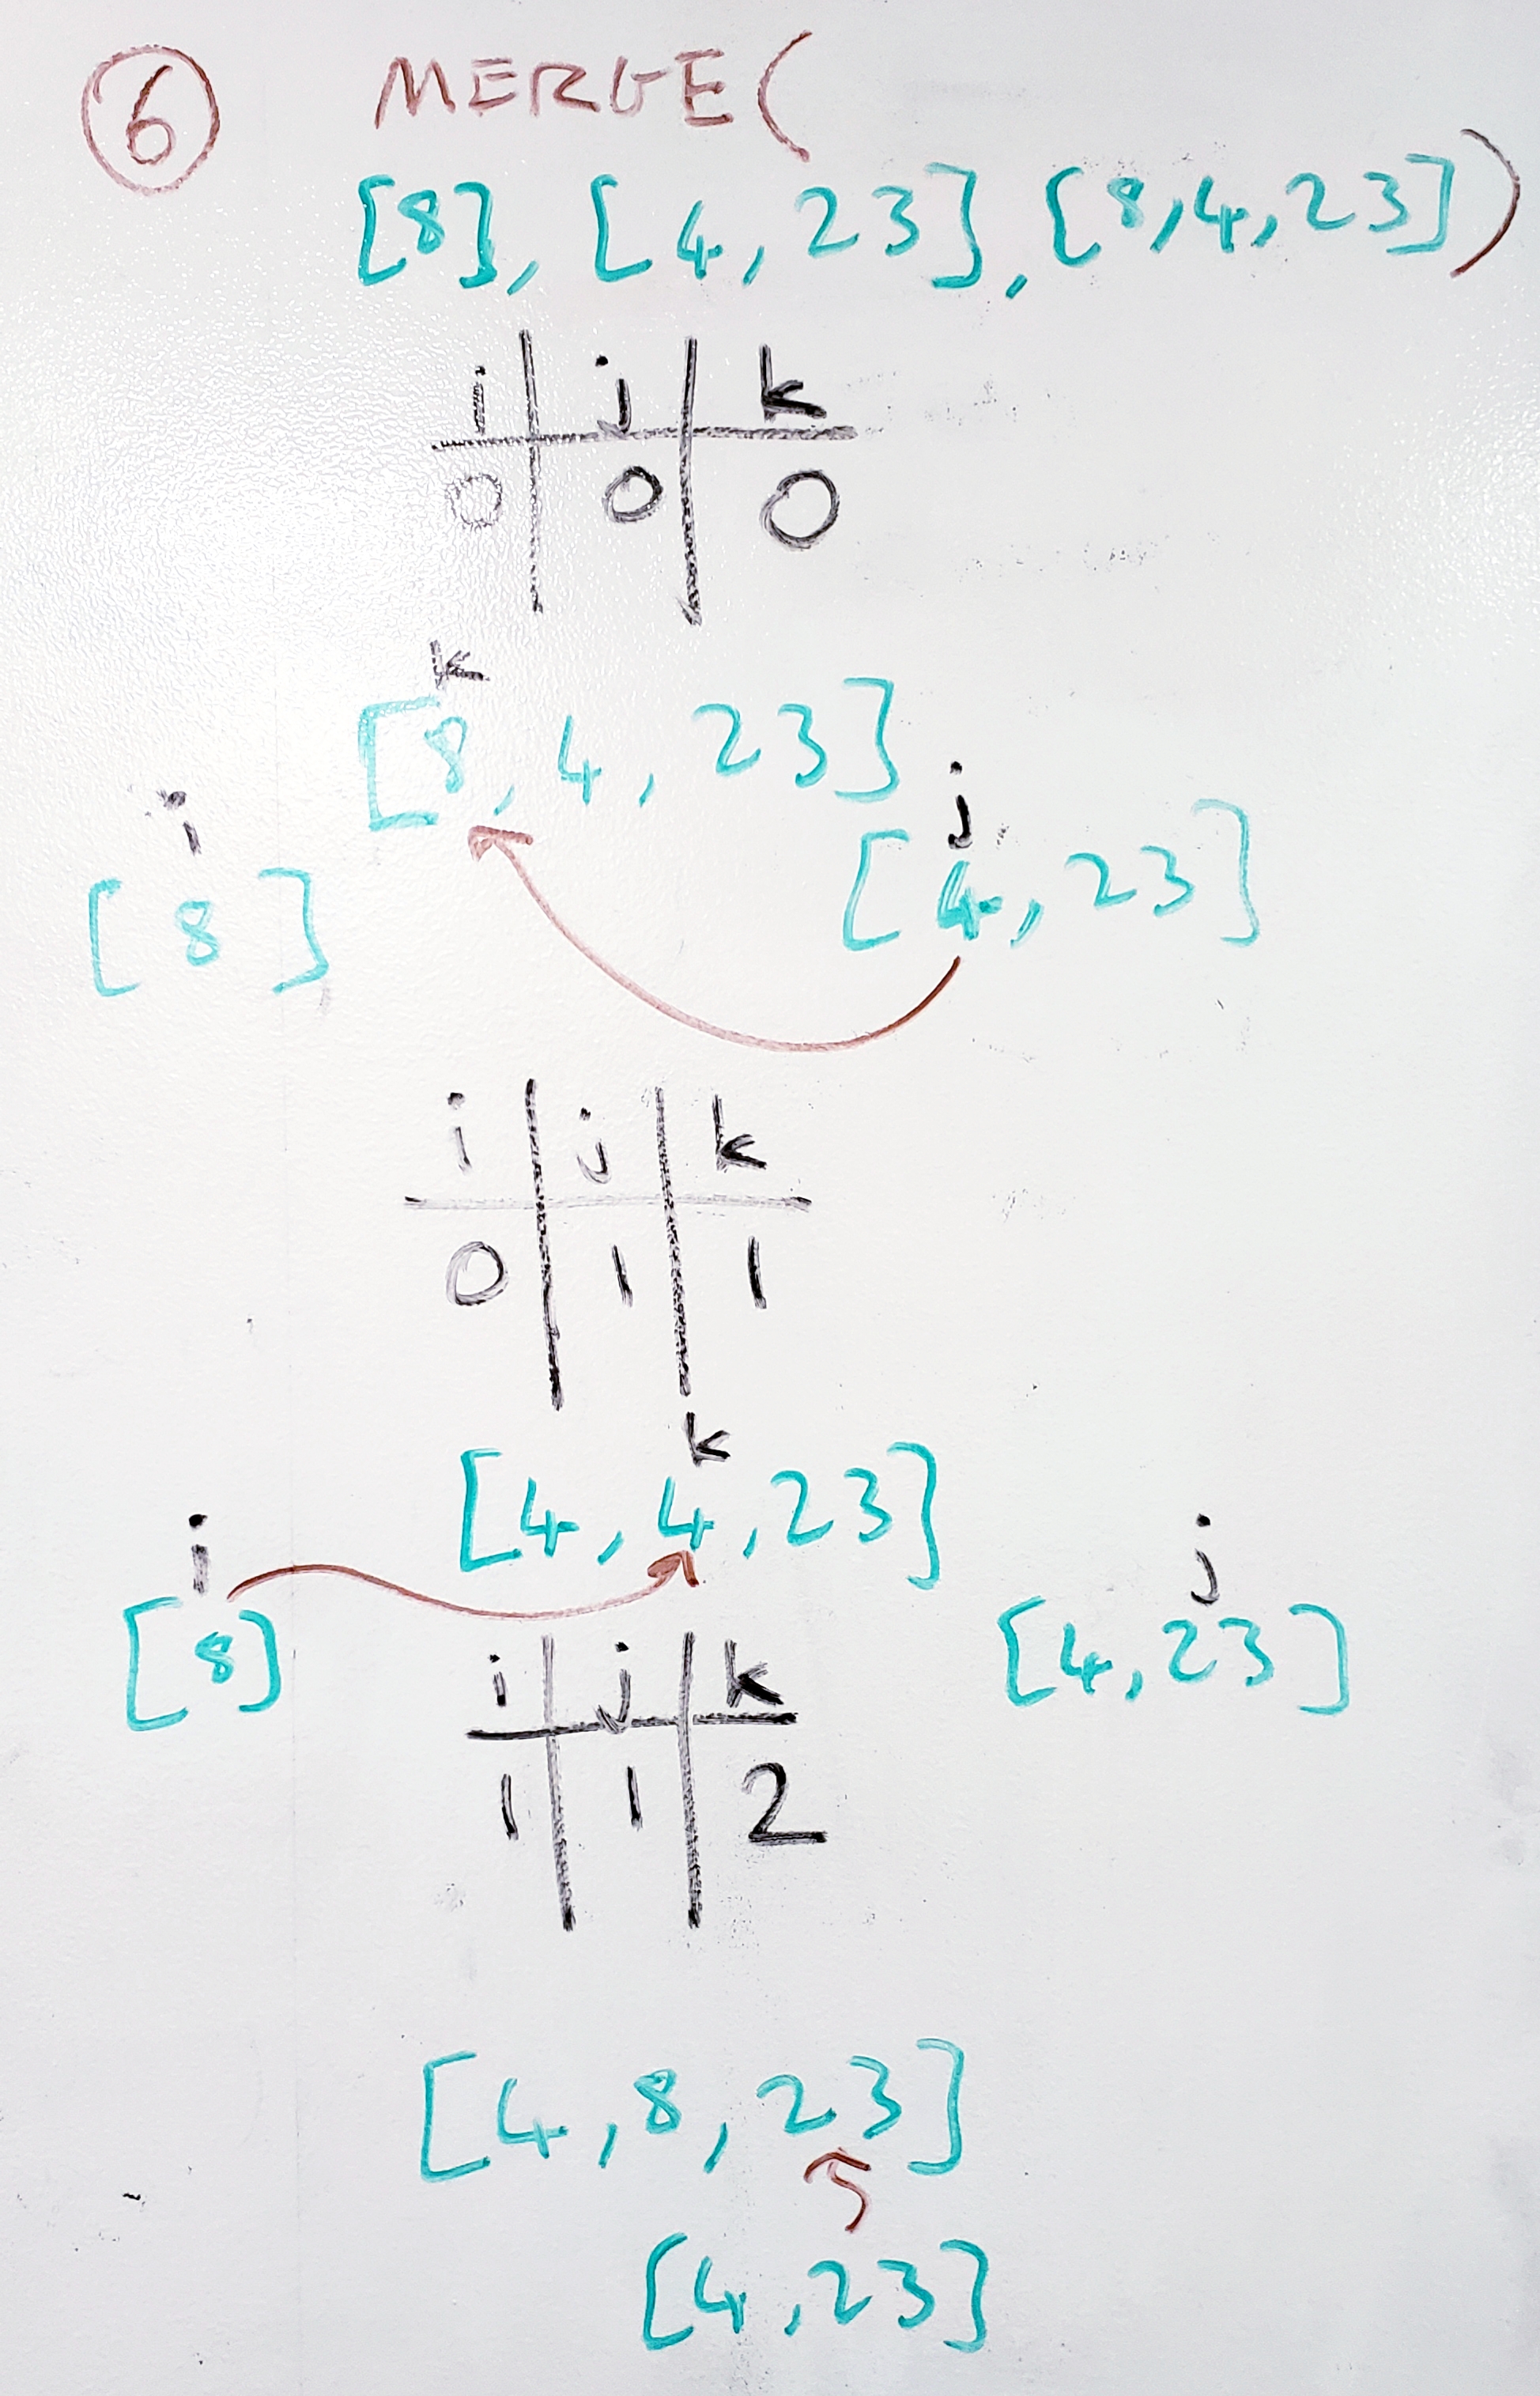 6 MERGE(
[8], [4, 23], [8, 4, 23])
i j k
0 0 0
k
[8, 4, 23]
i j
[8] [4, 23]
i j k
0 1 1
k
[4, 4, 23]
i j
[8] [4, 23]
i j k
1 1 2
[4, 8, 23]
[4, 23]